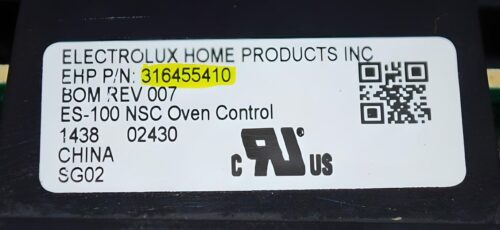 ELECTROLUX HOME PRODUCTS INC
EHP P/N: 316455410
BOM REV 007
ES-100 NSC Oven Control
1438 02430
CHINA
SG02
c RU US